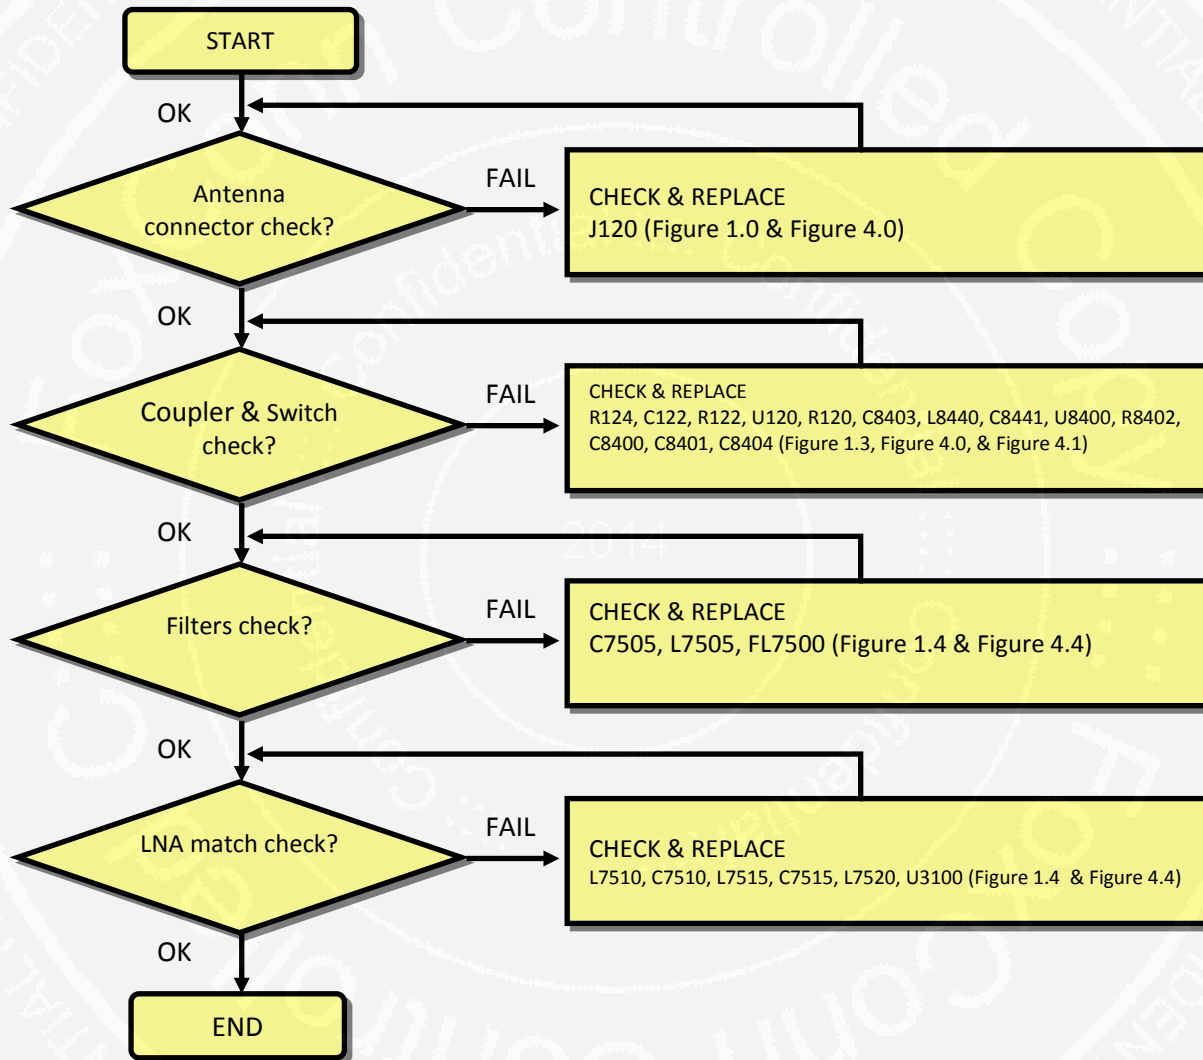 START
OK
Antenna
connector check?
FAIL
CHECK & REPLACE
J120 (Figure 1.0 & Figure 4.0)
OK
Coupler & Switch
check?
FAIL
CHECK & REPLACE
R124, C122, R122, U120, R120, C8403, L8440, C8441, U8400, R8402,
C8400, C8401, C8404 (Figure 1.3, Figure 4.0, & Figure 4.1)
OK
Filters check?
FAIL
CHECK & REPLACE
C7505, L7505, FL7500 (Figure 1.4 & Figure 4.4)
OK
LNA match check?
FAIL
CHECK & REPLACE
L7510, C7510, L7515, C7515, L7520, U3100 (Figure 1.4 & Figure 4.4)
OK
END
2014